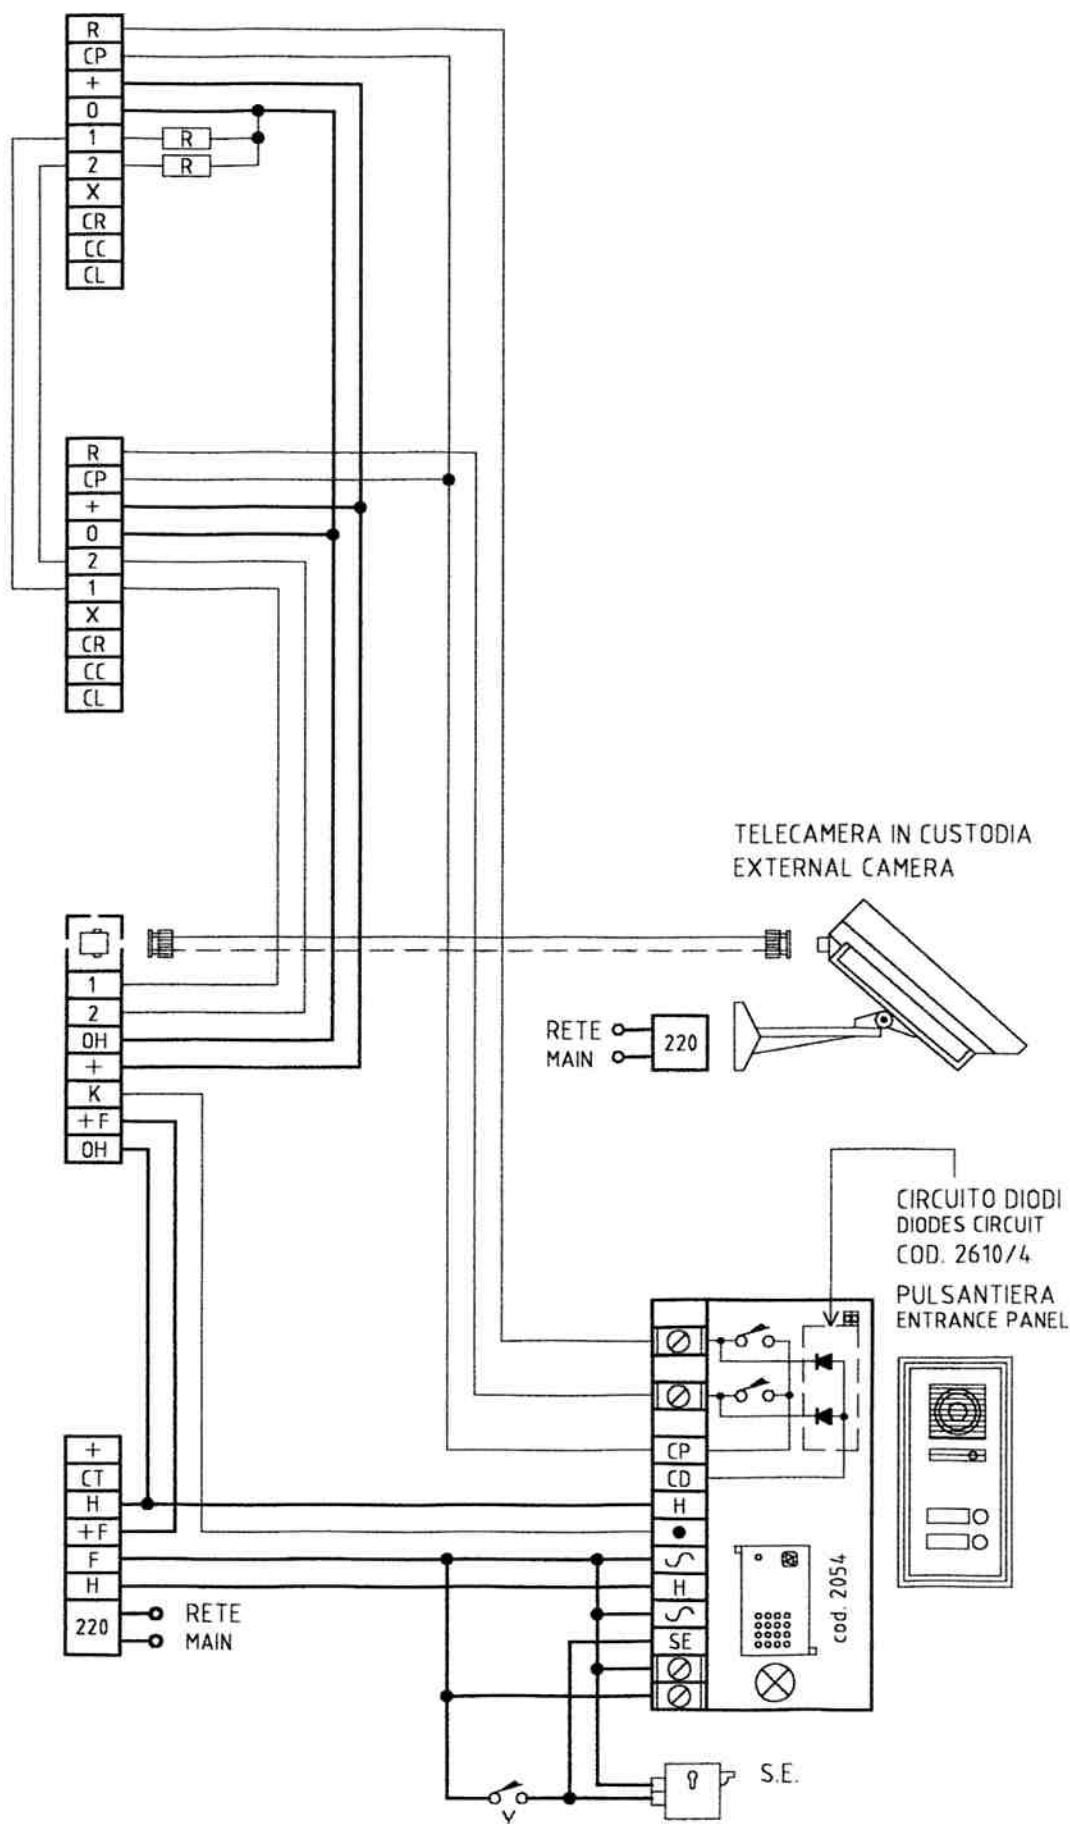 R
CP
+
0
1
R
2
R
X
CR
CC
CL
R
CP
+
0
2
1
X
CR
CC
CL
TELECAMERA IN CUSTODIA
EXTERNAL CAMERA
1
2
0H
+
K
+F
0H
RETE
MAIN
220
CIRCUITO DIODI
DIODES CIRCUIT
COD. 2610/4
PULSANTIERA
ENTRANCE PANEL
+
CT
H
+F
F
H
220
RETE
MAIN
CP
CD
H
H
SE
cod. 2054
S.E.
Y